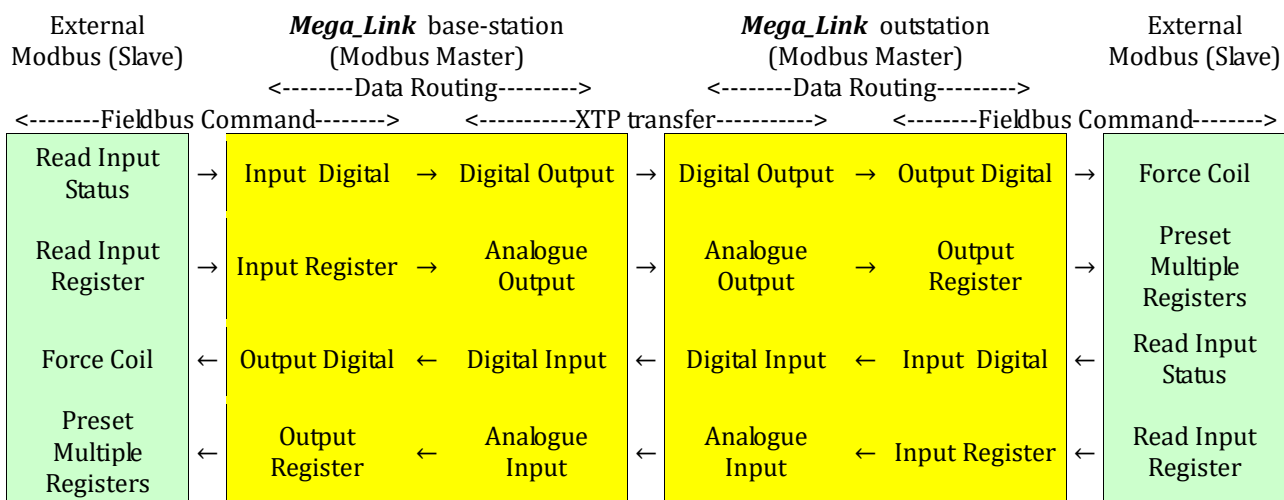 External Mega_Link base-station Mega_Link outstation External
Modbus (Slave) (Modbus Master) (Modbus Master) Modbus (Slave)
<--------Data Routing---------> <--------Data Routing--------->
<--------Fieldbus Command--------> <-----------XTP transfer-----------> <--------Fieldbus Command-------->
Read Input
Status → Input Digital → Digital Output → Digital Output → Output Digital → Force Coil
Read Input Analogue Analogue Output Preset
Register → Input Register → Output → Output → Register → Multiple
Registers
Force Coil ← Output Digital ← Digital Input ← Digital Input ← Input Digital ← Read Input
Status
Preset
Multiple ← Output ← Analogue ← Analogue ← Input Register ← Read Input
Registers Register Input Input Register